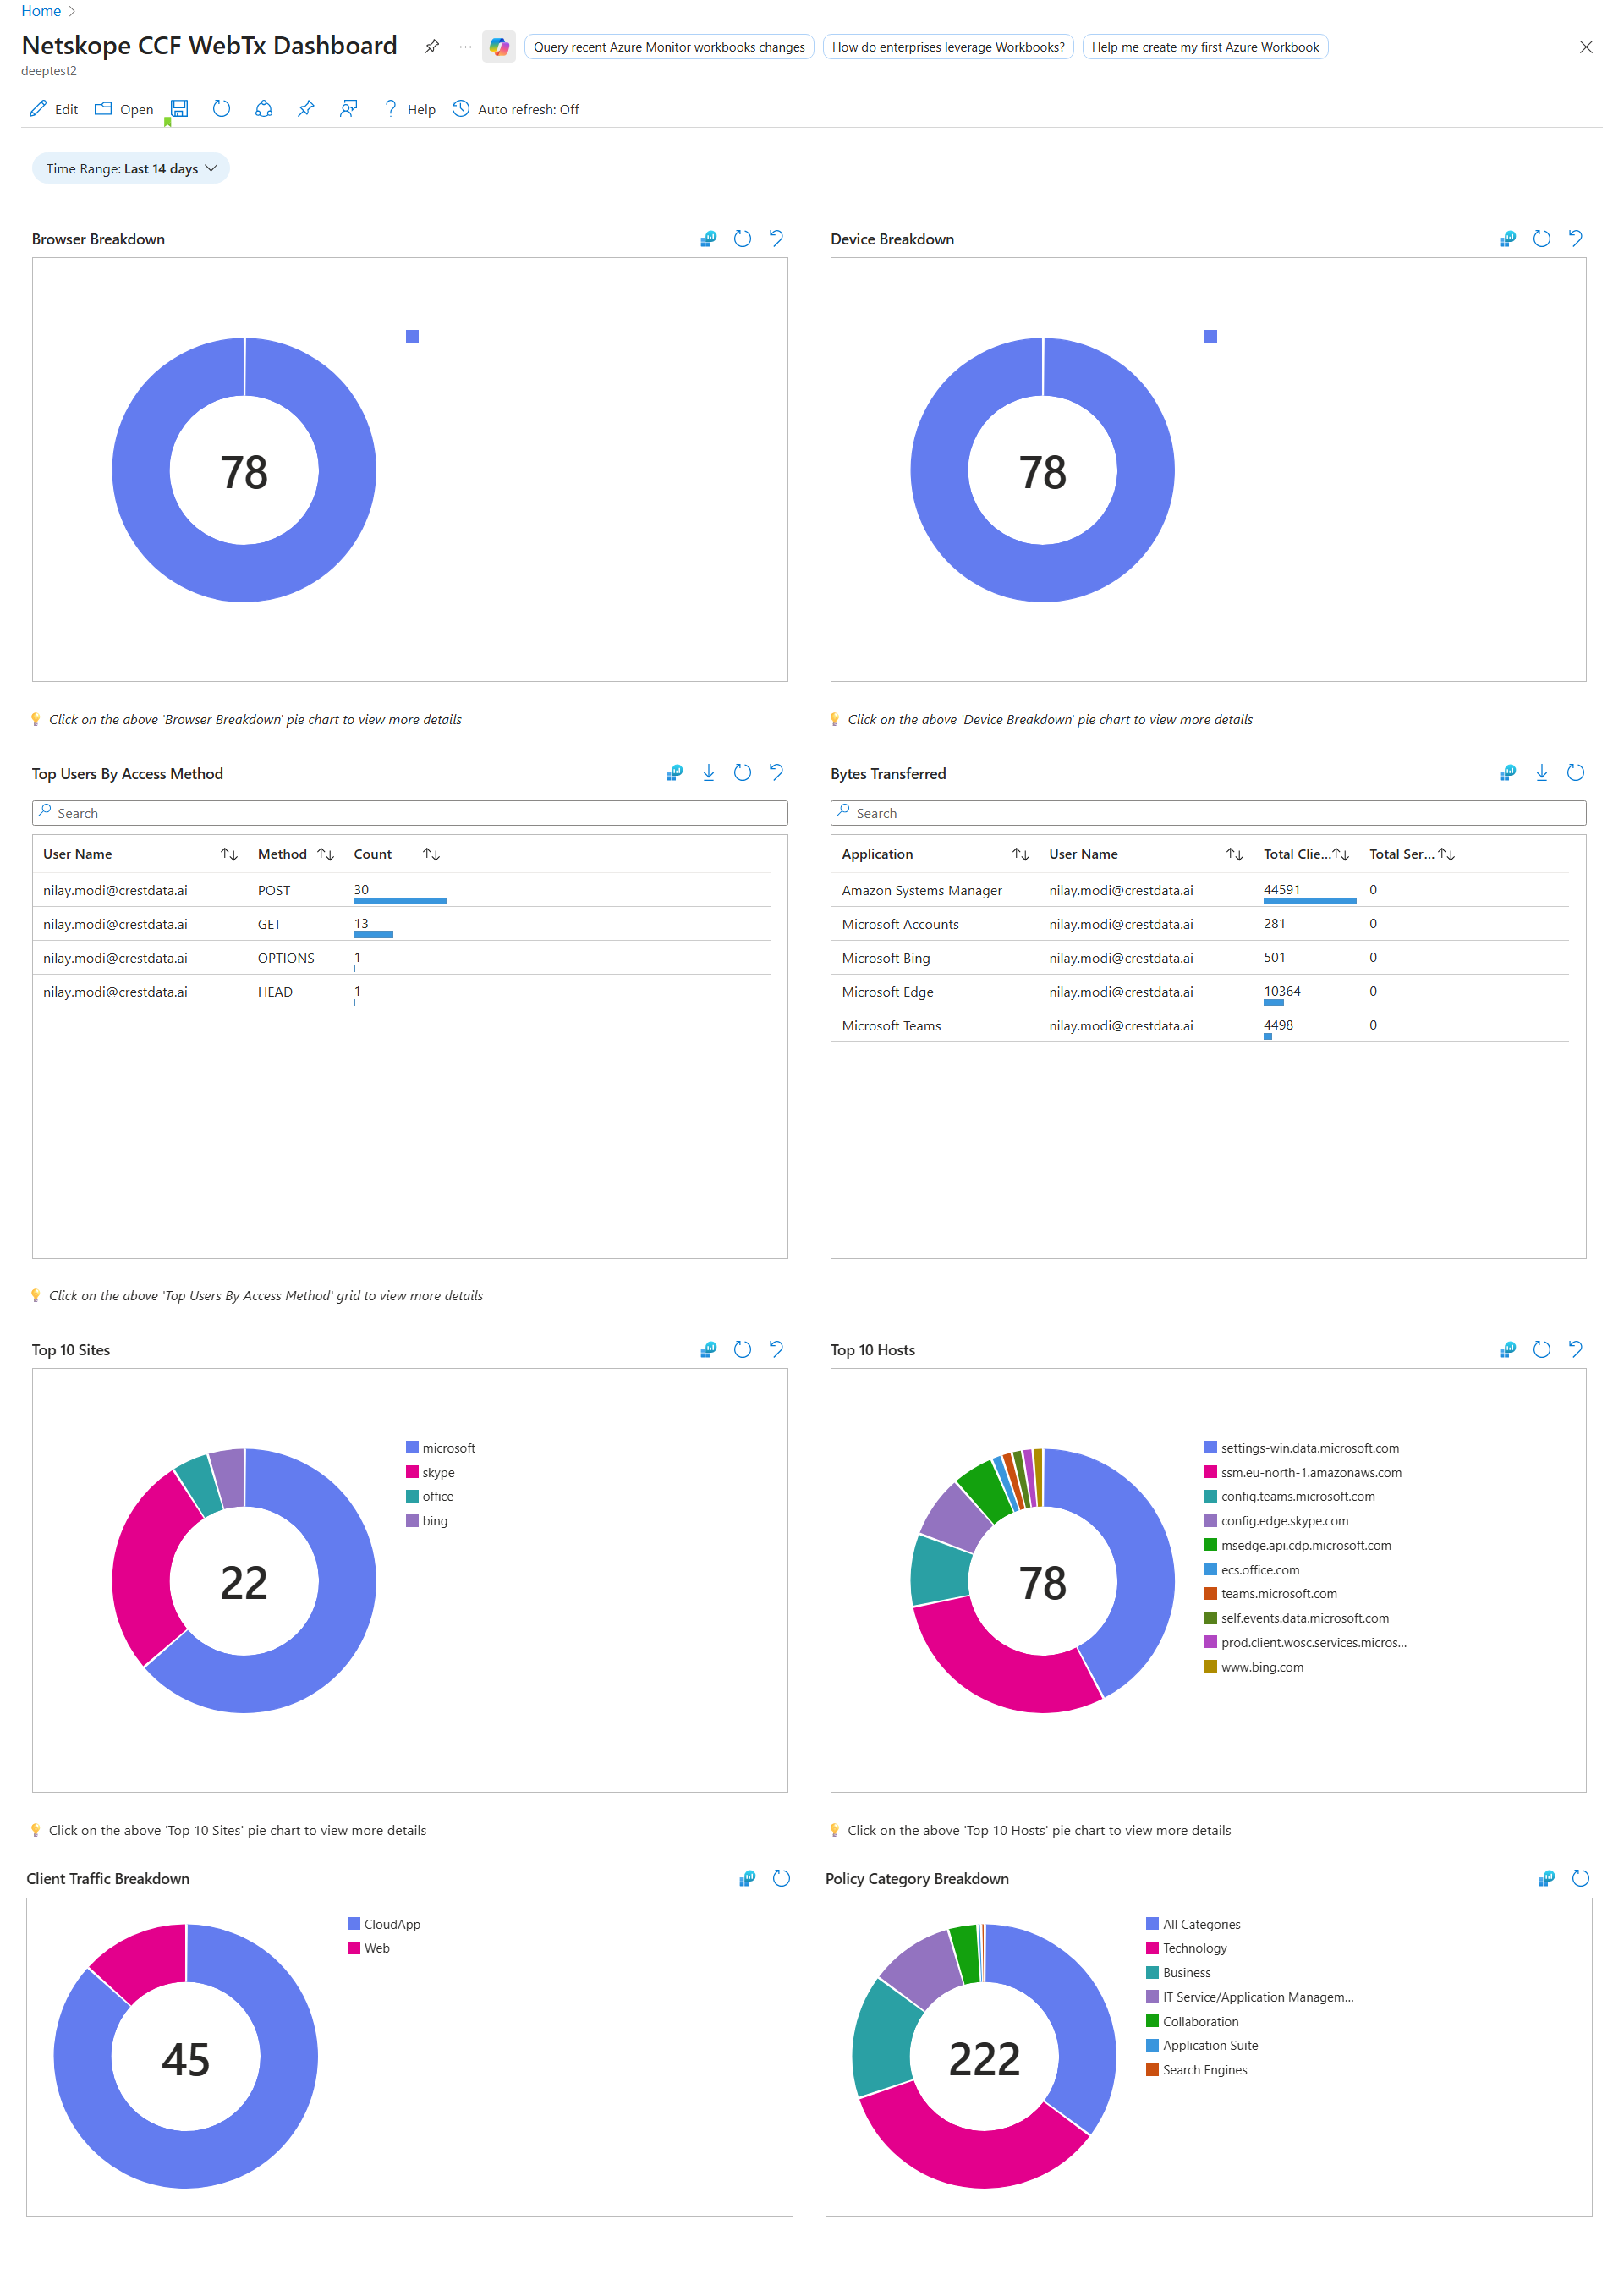 Home
Netskope CCF WebTx Dashboard
Query recent Azure Monitor workbooks changes
How do enterprises leverage Workbooks?
Help me create my first Azure Workbook
deeptest2
Edit Open Help Auto refresh: Off
Time Range: Last 14 days
Browser Breakdown
-
78
💡 Click on the above 'Browser Breakdown' pie chart to view more details
Device Breakdown
-
78
💡 Click on the above 'Device Breakdown' pie chart to view more details
Top Users By Access Method
Search
User Name Method Count
nilay.modi@crestdata.ai POST 30
nilay.modi@crestdata.ai GET 13
nilay.modi@crestdata.ai OPTIONS 1
nilay.modi@crestdata.ai HEAD 1
💡 Click on the above 'Top Users By Access Method' grid to view more details
Bytes Transferred
Search
Application User Name Total Clie... Total Ser...
Amazon Systems Manager nilay.modi@crestdata.ai 44591 0
Microsoft Accounts nilay.modi@crestdata.ai 281 0
Microsoft Bing nilay.modi@crestdata.ai 501 0
Microsoft Edge nilay.modi@crestdata.ai 10364 0
Microsoft Teams nilay.modi@crestdata.ai 4498 0
Top 10 Sites
microsoft
skype
office
bing
22
💡 Click on the above 'Top 10 Sites' pie chart to view more details
Top 10 Hosts
settings-win.data.microsoft.com
ssm.eu-north-1.amazonaws.com
config.teams.microsoft.com
config.edge.skype.com
msedge.api.cdp.microsoft.com
ecs.office.com
teams.microsoft.com
self.events.data.microsoft.com
prod.client.wosc.services.micros...
www.bing.com
78
💡 Click on the above 'Top 10 Hosts' pie chart to view more details
Client Traffic Breakdown
CloudApp
Web
45
Policy Category Breakdown
All Categories
Technology
Business
IT Service/Application Managem...
Collaboration
Application Suite
Search Engines
222